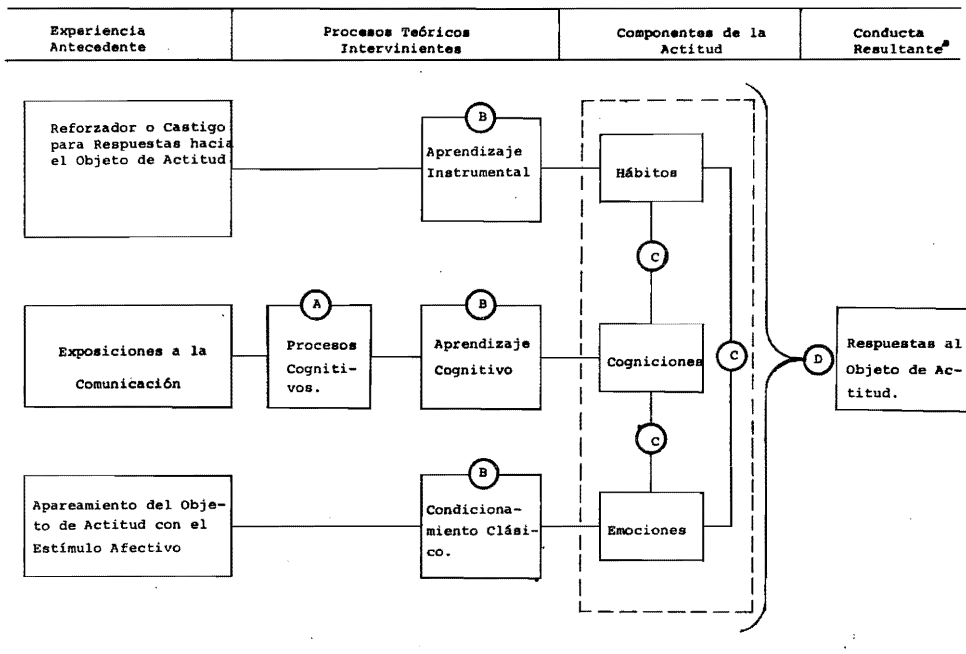 Experiencia
Antecedente
Procesos Teóricos
Intervinientes
Componentes de la
Actitud
Conducta
Resultante
Reforzador o Castigo
para Respuestas hacia
el Objeto de Actitud
B
Aprendizaje
Instrumental
Hábitos
C
Exposiciones a la
Comunicación
A
Procesos
Cogniti-
vos.
B
Aprendizaje
Cognitivo
Cogniciones
C
D
Respuestas al
Objeto de Ac-
titud.
C
Apareamiento del Obje-
to de Actitud con el
Estímulo Afectivo
B
Condiciona-
miento Clási-
co.
Emociones